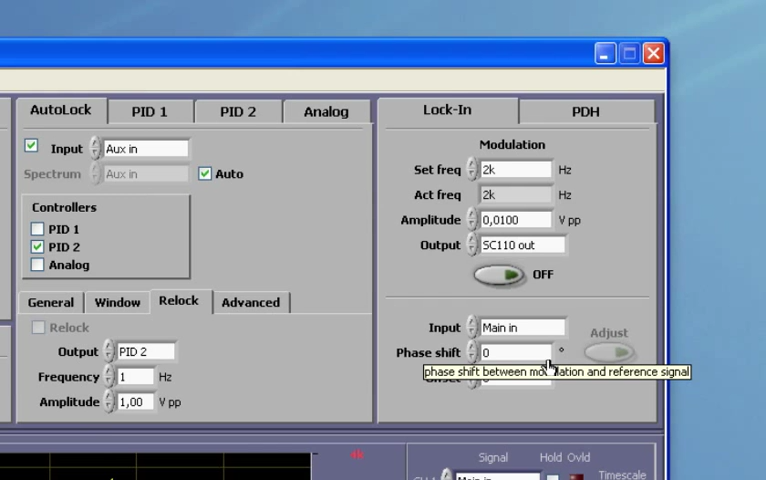 AutoLock PID 1 PID 2 Analog
Input Aux in
Spectrum Aux in Auto
Controllers
PID 1
PID 2
Analog
General Window Relock Advanced
Relock
Output PID 2
Frequency 1 Hz
Amplitude 1,00 V pp
Lock-In PDH
Modulation
Set freq 2k Hz
Act freq 2k Hz
Amplitude 0,0100 V pp
Output SC110 out
OFF
Input Main in
Adjust
Phase shift 0 °
phase shift between modulation and reference signal
Signal Hold Ovld
Timescale